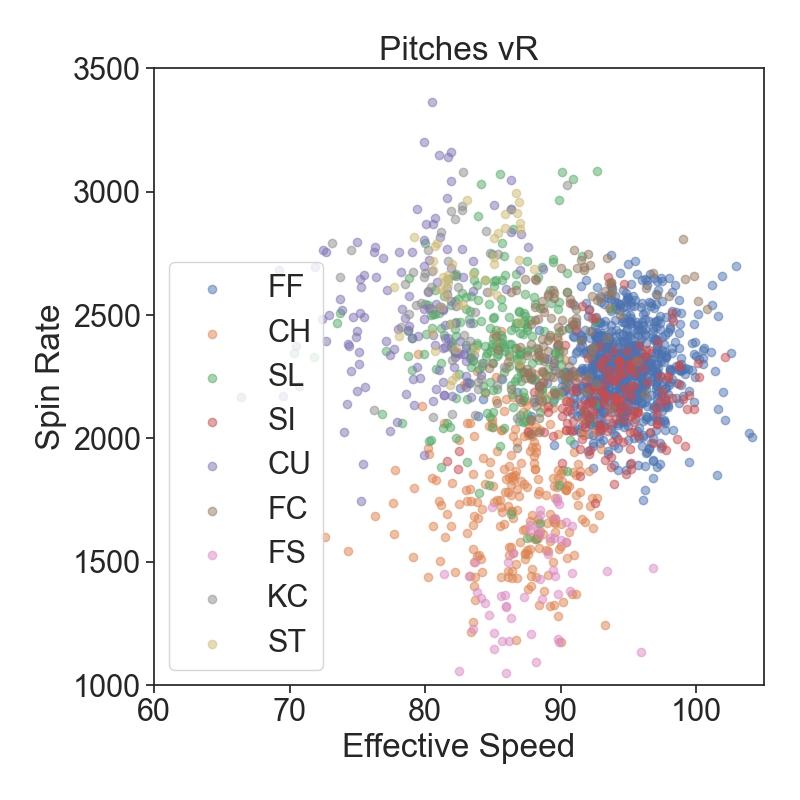 Pitches vR
3500
3000
2500
2000
1500
1000
Spin Rate
FF
CH
SL
SI
CU
FC
FS
KC
ST
60
70
80
90
100
Effective Speed